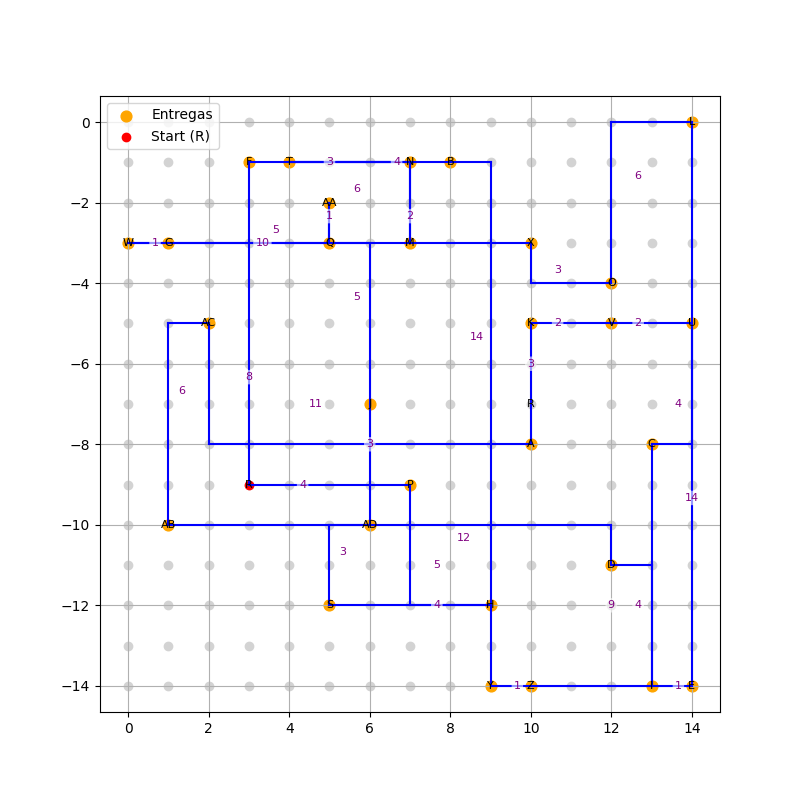 Entregas
Start (R)
0
L
6
F T 3 4 N B
6
-2
AA
1 2
5
W 1 G 10 Q M X
3
-4
O
5
AC K 2 V 2 U
14
-6
3
8
6
11 R 4
-8
3 A C
R 4 P
14
-10
AB AD
12
3
5 D
-12
S 4 H 9 4
-14
Y 1 Z I 1 E
0 2 4 6 8 10 12 14